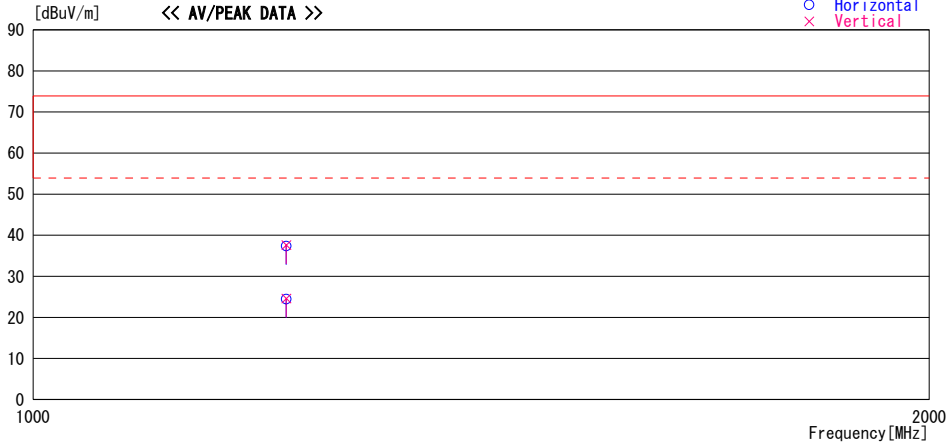 [dBuV/m] << AV/PEAK DATA >>
○ Horizontal
× Vertical
90
80
70
60
50
40
30
20
10
0
1000 2000
Frequency[MHz]